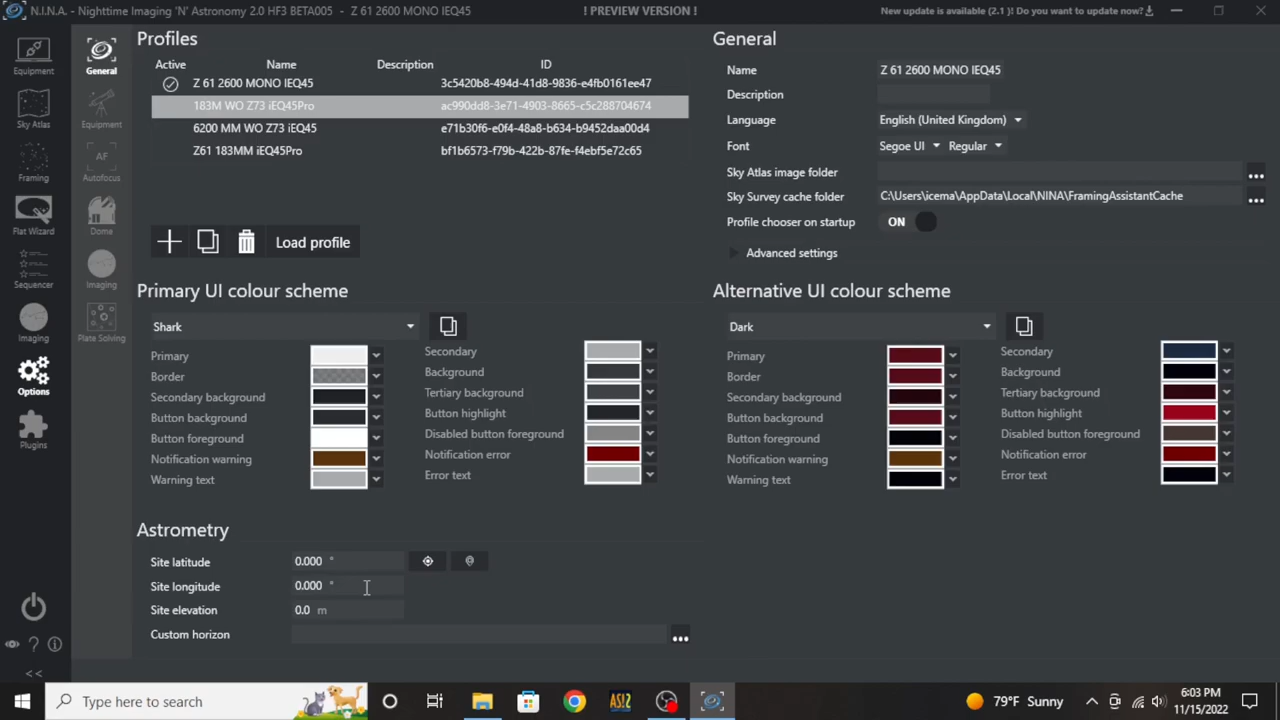 N.I.N.A. - Nighttime Imaging 'N' Astronomy 2.0 HF3 BETA005 - Z 61 2600 MONO IEQ45
! PREVIEW VERSION !
New update is available (2.1 )! Do you want to update now?
Equipment
Sky Atlas
Framing
Flat Wizard
Sequencer
Imaging
Options
Plugins
<<
General
Equipment
AF
Autofocus
Dome
Imaging
Plate Solving
Profiles
Active Name Description ID
Z 61 2600 MONO IEQ45 3c5420b8-494d-41d8-9836-e4fb0161ee47
183M WO Z73 iEQ45Pro ac990dd8-3e71-4903-8665-c5c288704674
6200 MM WO Z73 iEQ45 e71b30f6-e0f4-48a8-b634-b9452daa00d4
Z61 183MM iEQ45Pro bf1b6573-f79b-422b-87fe-f4ebf5e72c65
Load profile
General
Name Z 61 2600 MONO IEQ45
Description
Language English (United Kingdom)
Font Segoe UI Regular
Sky Atlas image folder ...
Sky Survey cache folder C:\Users\icema\AppData\Local\NINA\FramingAssistantCache ...
Profile chooser on startup ON
Advanced settings
Primary UI colour scheme
Shark
Primary Secondary
Border Background
Secondary background Tertiary background
Button background Button highlight
Button foreground Disabled button foreground
Notification warning Notification error
Warning text Error text
Alternative UI colour scheme
Dark
Primary Secondary
Border Background
Secondary background Tertiary background
Button background Button highlight
Button foreground Disabled button foreground
Notification warning Notification error
Warning text Error text
Astrometry
Site latitude 0.000 °
Site longitude 0.000 °
Site elevation 0.0 m
Custom horizon ...
Type here to search
ASI2
79°F Sunny
6:03 PM
11/15/2022